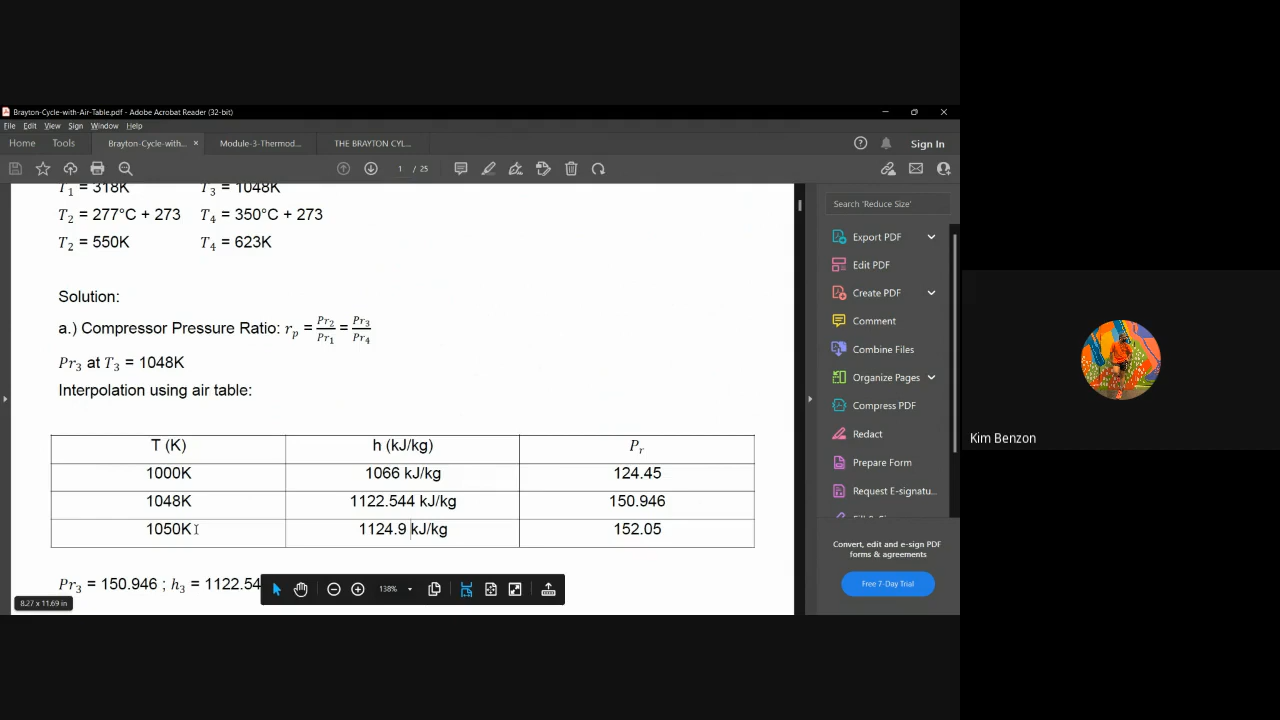 Brayton-Cycle-with-Air-Table.pdf - Adobe Acrobat Reader (32-bit)
File Edit View Sign Window Help
Home Tools Brayton-Cycle-with... × Module-3-Thermod... THE BRAYTON CYL... Sign In
1 / 25
T₁ = 318K T₃ = 1048K
T₂ = 277°C + 273 T₄ = 350°C + 273
T₂ = 550K T₄ = 623K
Solution:
a.) Compressor Pressure Ratio: rₚ = Pr₂/Pr₁ = Pr₃/Pr₄
Pr₃ at T₃ = 1048K
Interpolation using air table:
T (K) h (kJ/kg) Pᵣ
1000K 1066 kJ/kg 124.45
1048K 1122.544 kJ/kg 150.946
1050K 1124.9 kJ/kg 152.05
Pr₃ = 150.946 ; h₃ = 1122.54
138%
8.27 x 11.69 in
Search 'Reduce Size'
Export PDF
Edit PDF
Create PDF
Comment
Combine Files
Organize Pages
Compress PDF
Redact
Prepare Form
Request E-signatu...
Convert, edit and e-sign PDF
forms & agreements
Free 7-Day Trial
Kim Benzon